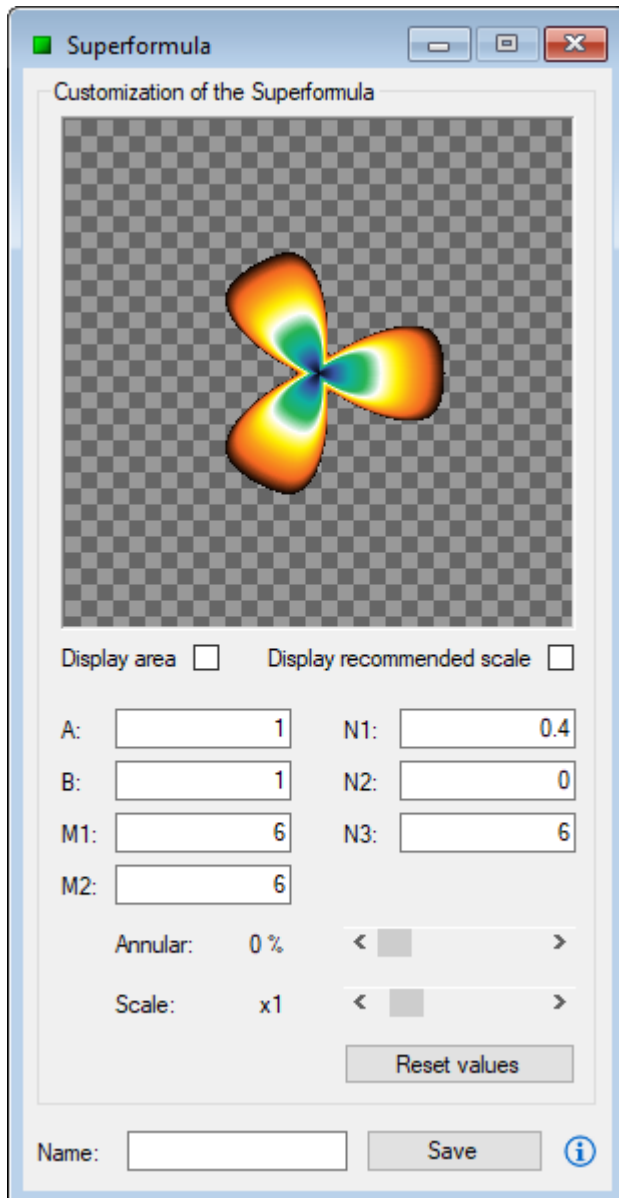 Superformula
Customization of the Superformula
Display area Display recommended scale
A: 1 N1: 0.4
B: 1 N2: 0
M1: 6 N3: 6
M2: 6
Annular: 0 %
Scale: x1
Reset values
Name: Save